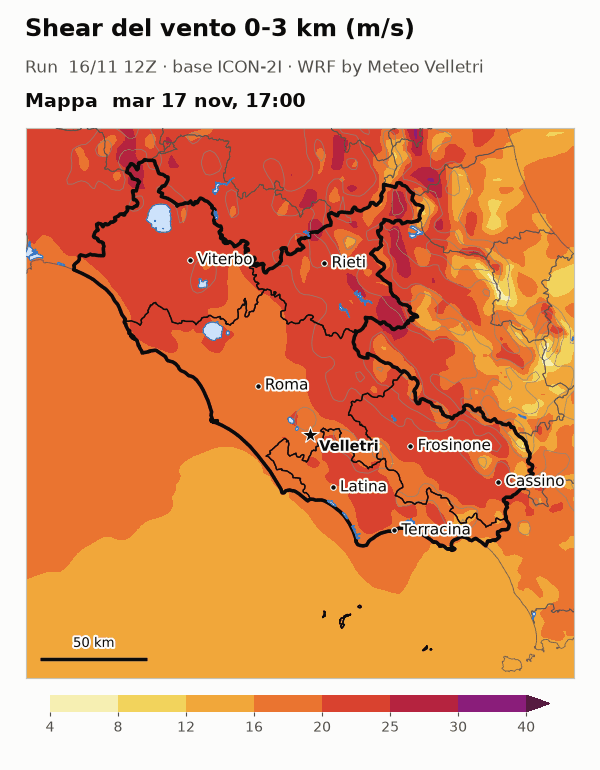 Shear del vento 0-3 km (m/s)
Run  16/11 12Z · base ICON-2I · WRF by Meteo Velletri
Mappa  mar 17 nov, 17:00
Viterbo
Rieti
Roma
Velletri
Frosinone
Latina
Cassino
Terracina
50 km
4 8 12 16 20 25 30 40